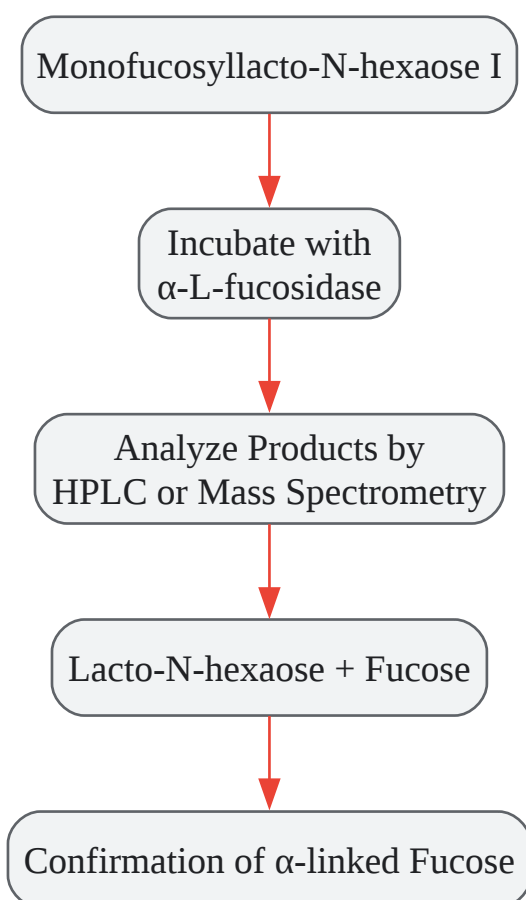 Monofucosyllacto-N-hexaose I
Incubate with
α-L-fucosidase
Analyze Products by
HPLC or Mass Spectrometry
Lacto-N-hexaose + Fucose
Confirmation of α-linked Fucose